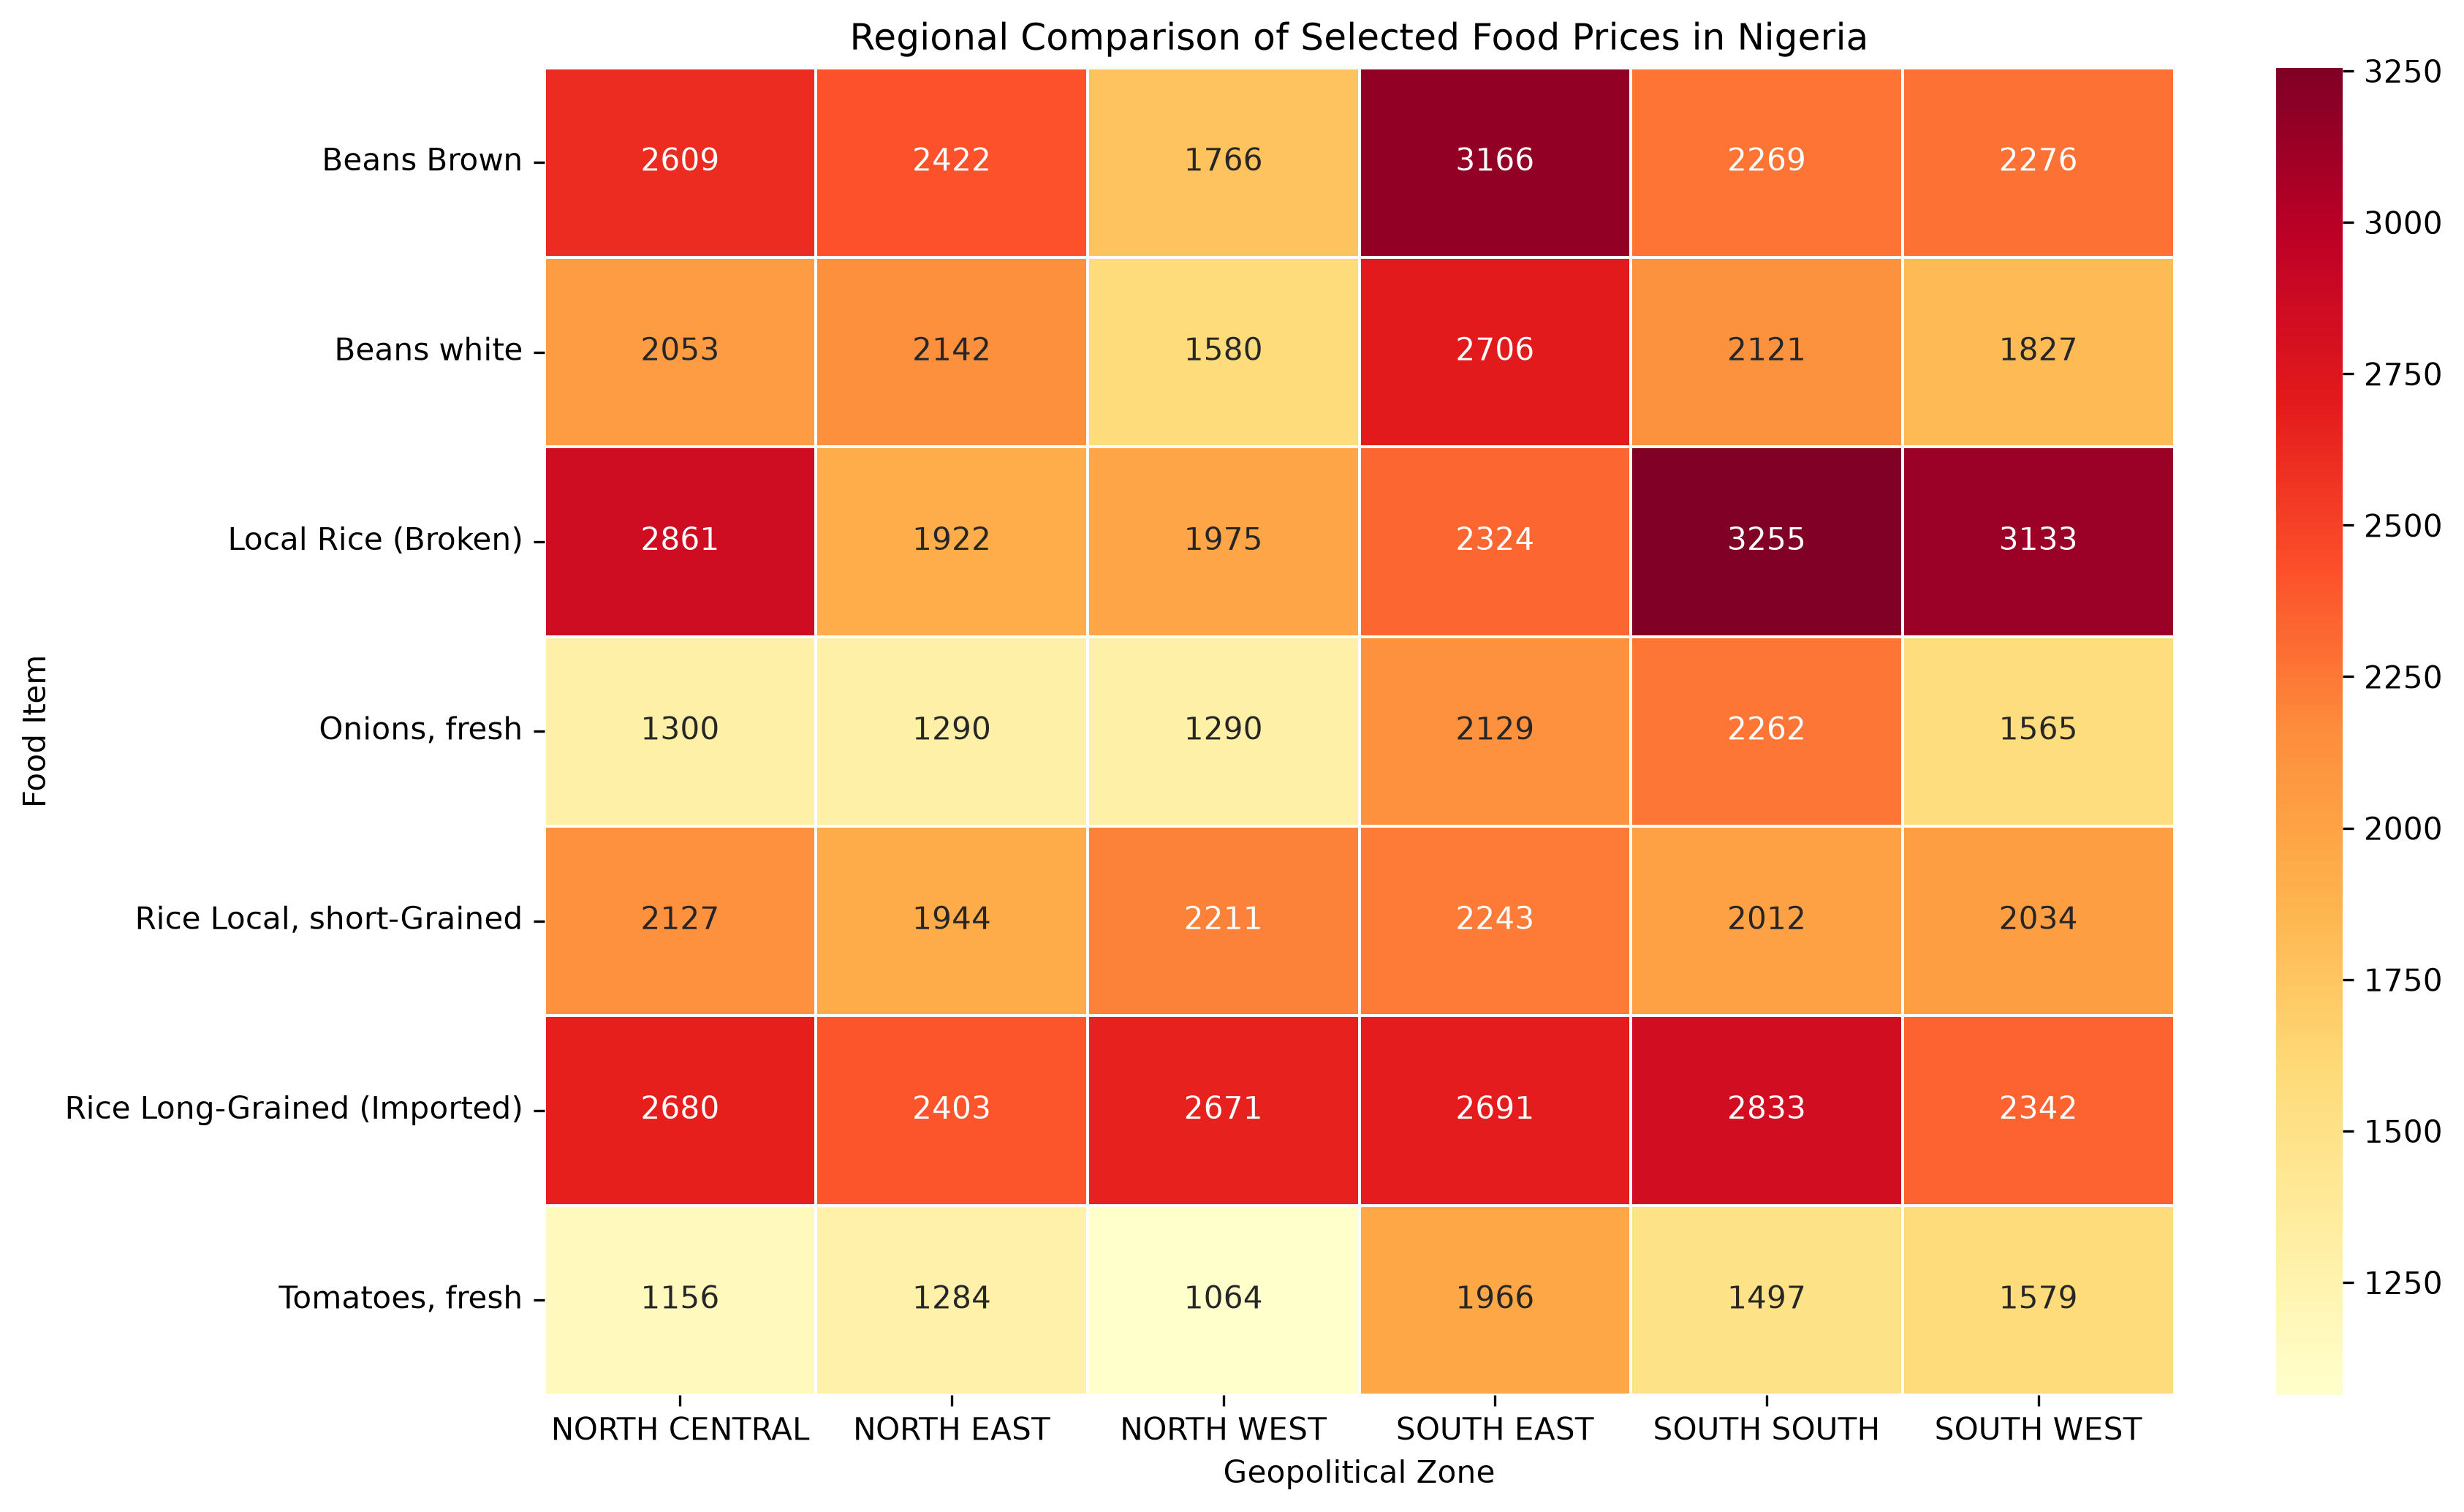 Regional Comparison of Selected Food Prices in Nigeria
Food Item
Beans Brown 2609 2422 1766 3166 2269 2276
Beans white 2053 2142 1580 2706 2121 1827
Local Rice (Broken) 2861 1922 1975 2324 3255 3133
Onions, fresh 1300 1290 1290 2129 2262 1565
Rice Local, short-Grained 2127 1944 2211 2243 2012 2034
Rice Long-Grained (Imported) 2680 2403 2671 2691 2833 2342
Tomatoes, fresh 1156 1284 1064 1966 1497 1579
NORTH CENTRAL NORTH EAST NORTH WEST SOUTH EAST SOUTH SOUTH SOUTH WEST
Geopolitical Zone
3250
3000
2750
2500
2250
2000
1750
1500
1250